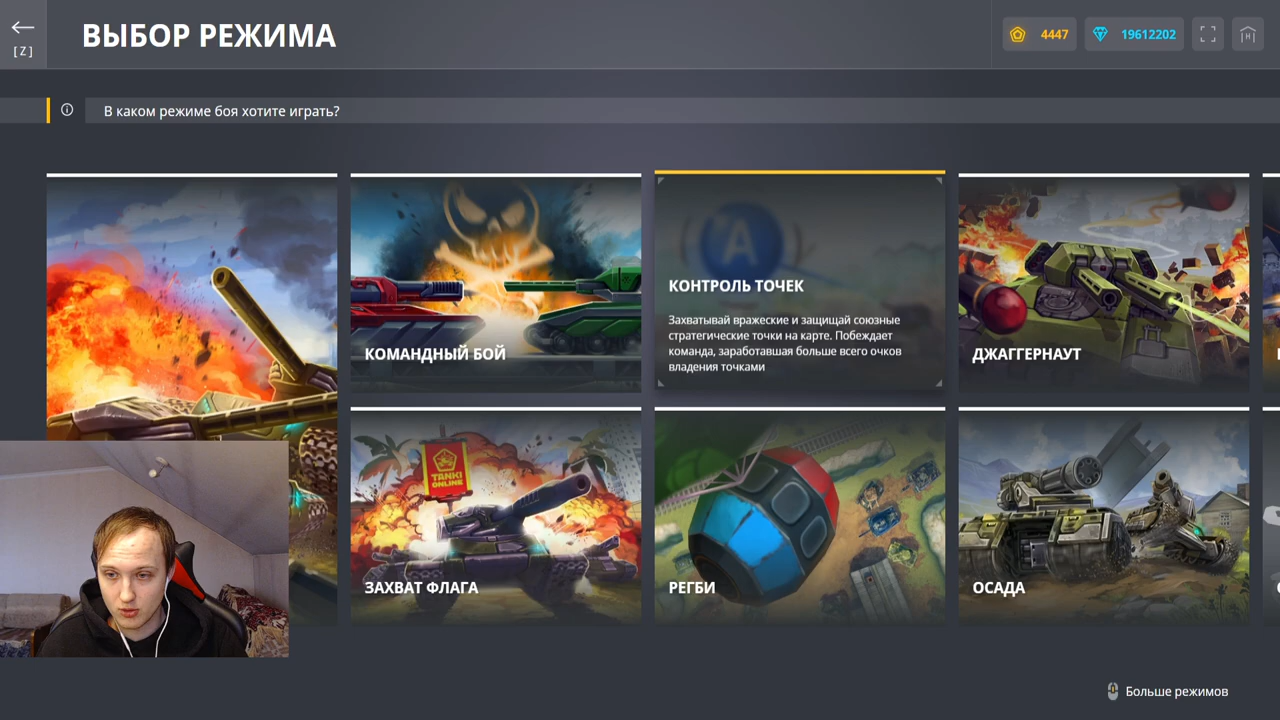 [Z]
ВЫБОР РЕЖИМА
4447
19612202
В каком режиме боя хотите играть?
A
КОНТРОЛЬ ТОЧЕК
Захватывай вражеские и защищай союзные
стратегические точки на карте. Побеждает
команда, заработавшая больше всего очков
владения точками
КОМАНДНЫЙ БОЙ
ДЖАГГЕРНАУТ
TANKI
ONLINE
ЗАХВАТ ФЛАГА
РЕГБИ
ОСАДА
Больше режимов